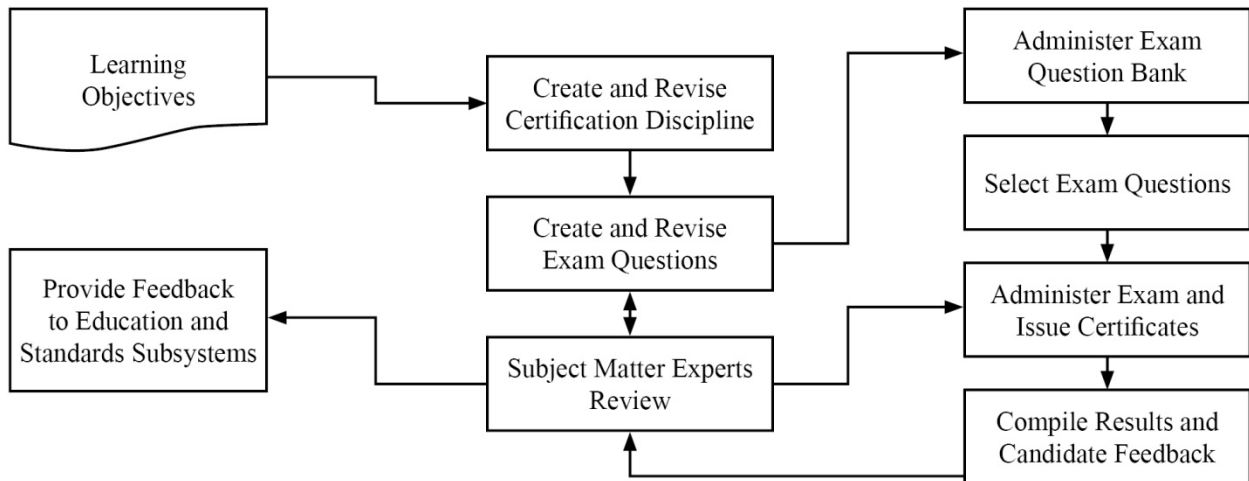 Learning
Objectives
Create and Revise
Certification Discipline
Create and Revise
Exam Questions
Subject Matter Experts
Review
Provide Feedback
to Education and
Standards Subsystems
Administer Exam
Question Bank
Select Exam Questions
Administer Exam and
Issue Certificates
Compile Results and
Candidate Feedback